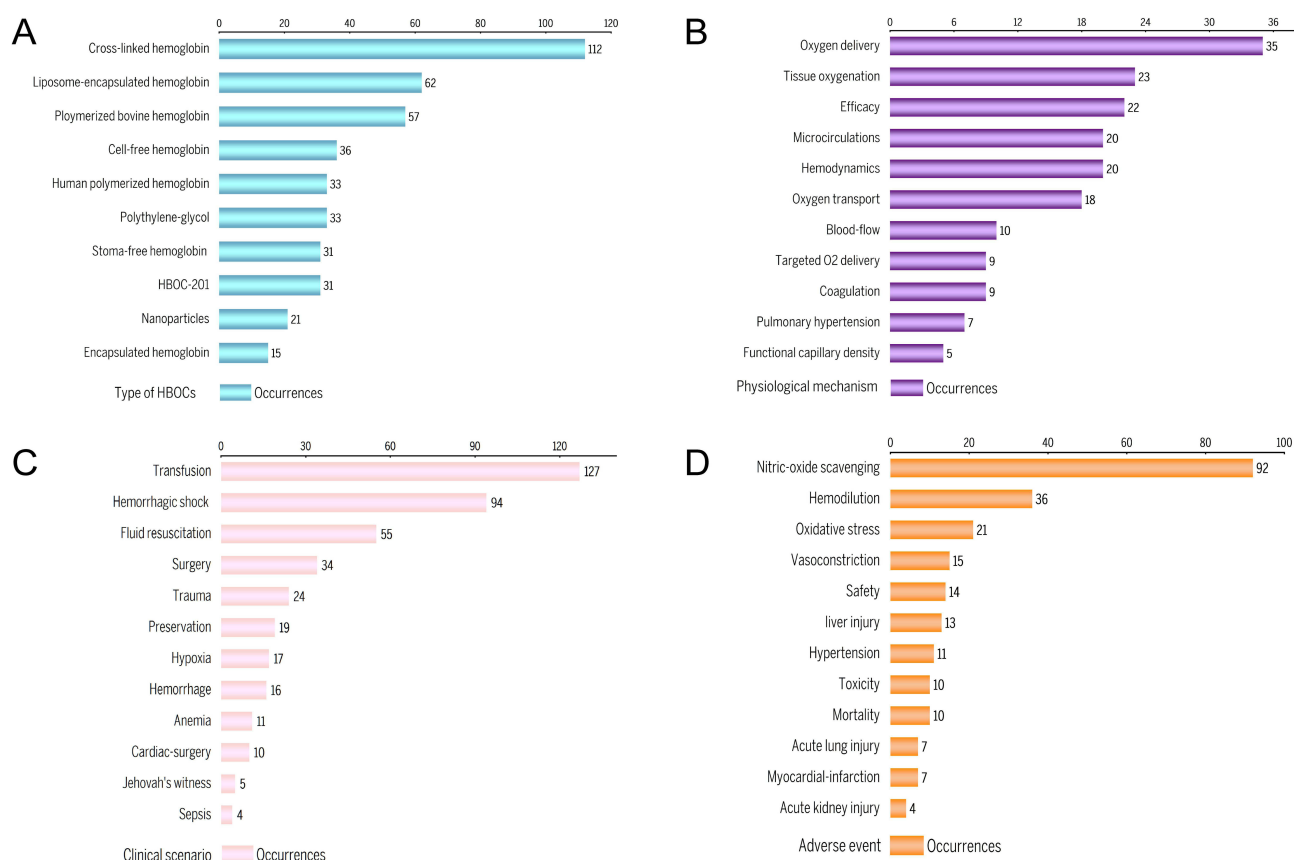 A
0 20 40 60 80 100 120
Cross-linked hemoglobin 112
Liposome-encapsulated hemoglobin 62
Ploymerized bovine hemoglobin 57
Cell-free hemoglobin 36
Human polymerized hemoglobin 33
Polythylene-glycol 33
Stoma-free hemoglobin 31
HBOC-201 31
Nanoparticles 21
Encapsulated hemoglobin 15
Type of HBOCs Occurrences
B
0 6 12 18 24 30 36
Oxygen delivery 35
Tissue oxygenation 23
Efficacy 22
Microcirculations 20
Hemodynamics 20
Oxygen transport 18
Blood-flow 10
Targeted O2 delivery 9
Coagulation 9
Pulmonary hypertension 7
Functional capillary density 5
Physiological mechanism Occurrences
C
0 30 60 90 120
Transfusion 127
Hemorrhagic shock 94
Fluid resuscitation 55
Surgery 34
Trauma 24
Preservation 19
Hypoxia 17
Hemorrhage 16
Anemia 11
Cardiac-surgery 10
Jehovah's witness 5
Sepsis 4
Clinical scenario Occurrences
D
0 20 40 60 80 100
Nitric-oxide scavenging 92
Hemodilution 36
Oxidative stress 21
Vasoconstriction 15
Safety 14
liver injury 13
Hypertension 11
Toxicity 10
Mortality 10
Acute lung injury 7
Myocardial-infarction 7
Acute kidney injury 4
Adverse event Occurrences